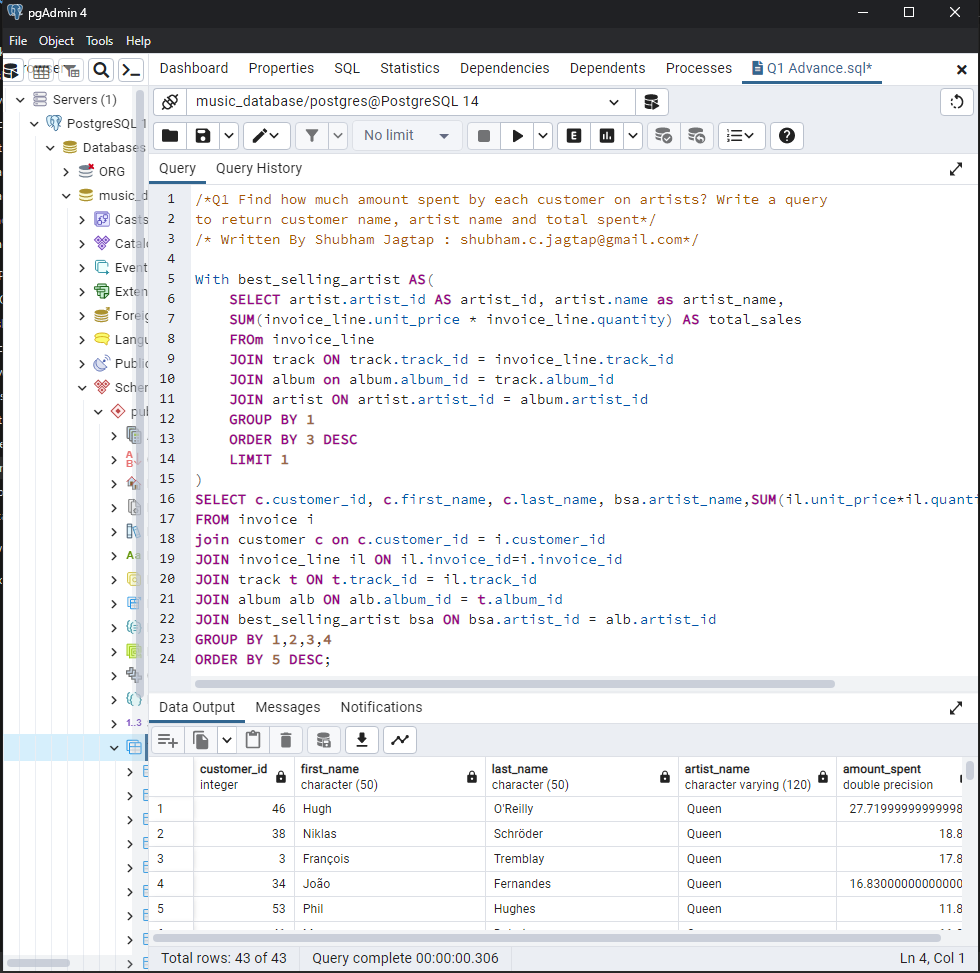 pgAdmin 4
File Object Tools Help
Dashboard Properties SQL Statistics Dependencies Dependents Processes Q1 Advance.sql*
Servers (1)
PostgreSQL 1
Databases
ORG
music_d
Casts
Catal
Event
Exten
Foreig
Langu
Public
Schem
pub
Aa
1..3
music_database/postgres@PostgreSQL 14
No limit
E
Query Query History
1 /*Q1 Find how much amount spent by each customer on artists? Write a query
2 to return customer name, artist name and total spent*/
3 /* Written By Shubham Jagtap : shubham.c.jagtap@gmail.com*/
4
5 With best_selling_artist AS(
6 SELECT artist.artist_id AS artist_id, artist.name as artist_name,
7 SUM(invoice_line.unit_price * invoice_line.quantity) AS total_sales
8 FROm invoice_line
9 JOIN track ON track.track_id = invoice_line.track_id
10 JOIN album on album.album_id = track.album_id
11 JOIN artist ON artist.artist_id = album.artist_id
12 GROUP BY 1
13 ORDER BY 3 DESC
14 LIMIT 1
15 )
16 SELECT c.customer_id, c.first_name, c.last_name, bsa.artist_name,SUM(il.unit_price*il.quanti
17 FROM invoice i
18 join customer c on c.customer_id = i.customer_id
19 JOIN invoice_line il ON il.invoice_id=i.invoice_id
20 JOIN track t ON t.track_id = il.track_id
21 JOIN album alb ON alb.album_id = t.album_id
22 JOIN best_selling_artist bsa ON bsa.artist_id = alb.artist_id
23 GROUP BY 1,2,3,4
24 ORDER BY 5 DESC;
Data Output Messages Notifications
customer_id first_name last_name artist_name amount_spent
integer character (50) character (50) character varying (120) double precision
1 46 Hugh O'Reilly Queen 27.71999999999998
2 38 Niklas Schröder Queen 18.8
3 3 François Tremblay Queen 17.8
4 34 João Fernandes Queen 16.83000000000000
5 53 Phil Hughes Queen 11.8
Total rows: 43 of 43 Query complete 00:00:00.306 Ln 4, Col 1